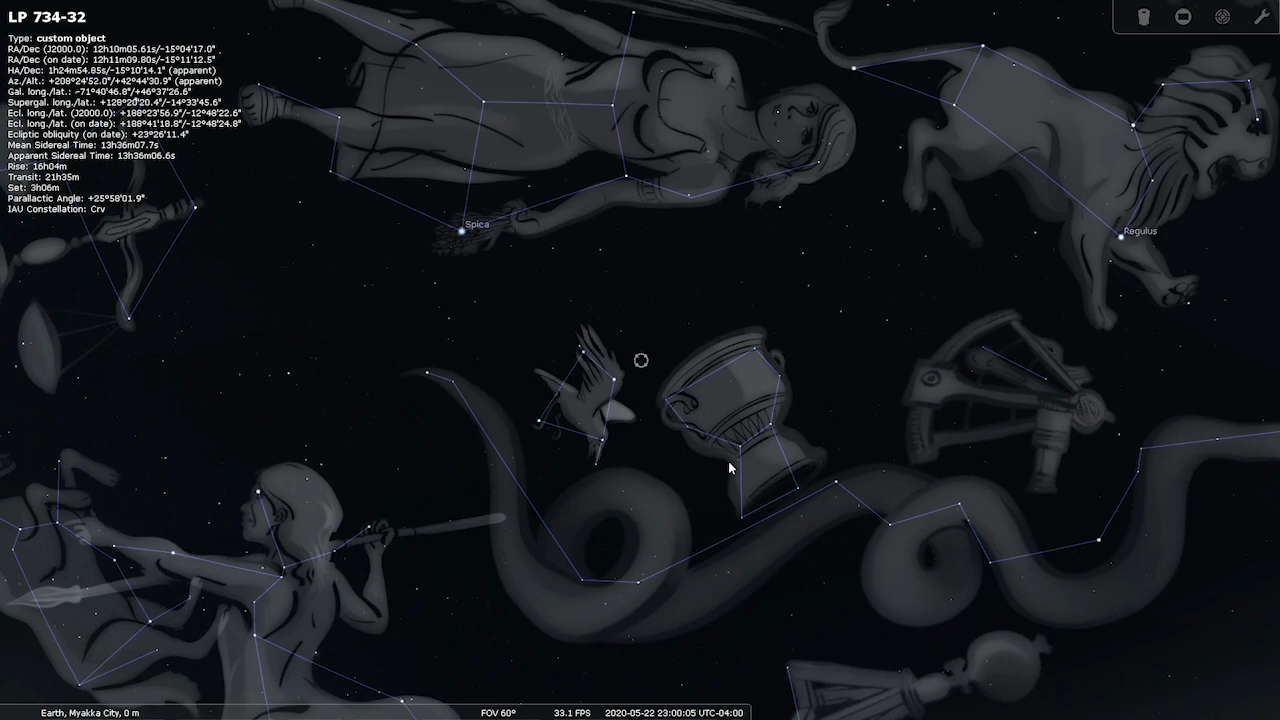 LP 734-32
Type: custom object
RA/Dec (J2000.0): 12h10m05.61s/-15°04'17.0"
RA/Dec (on date): 12h11m09.80s/-15°11'12.5"
HA/Dec: 1h24m54.85s/-15°10'14.1" (apparent)
Az./Alt.: +208°24'52.0"/+42°44'30.9" (apparent)
Gal. long./lat.: -71°40'46.8"/+46°37'26.6"
Supergal. long./lat.: +128°20'20.4"/-14°33'45.6"
Ecl. long./lat. (J2000.0): +188°23'56.9"/-12°48'22.6"
Ecl. long./lat. (on date): +188°41'18.8"/-12°48'24.8"
Ecliptic obliquity (on date): +23°26'11.4"
Mean Sidereal Time: 13h36m07.7s
Apparent Sidereal Time: 13h36m06.6s
Rise: 16h04m
Transit: 21h35m
Set: 3h06m
Parallactic Angle: +25°58'01.9"
IAU Constellation: Crv
Spica
Regulus
Earth, Myakka City, 0 m
FOV 60°
33.1 FPS
2020-05-22 23:00:05 UTC-04:00